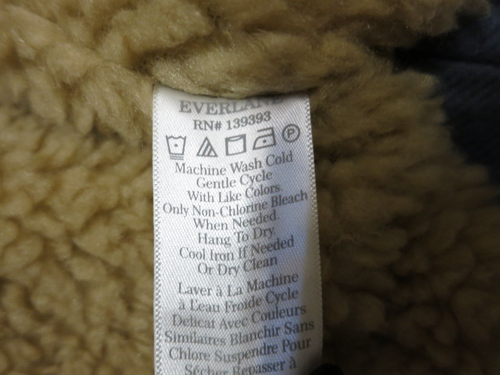 EVERLANE
RN# 139393
Machine Wash Cold
Gentle Cycle
With Like Colors.
Only Non-Chlorine Bleach
When Needed.
Hang To Dry.
Cool Iron If Needed
Or Dry Clean
Laver à La Machine
à L'eau Froide Cycle
Delicat Avec Couleurs
Similaires Blanchir Sans
Chlore Suspendre Pour
Sécher Repasser à